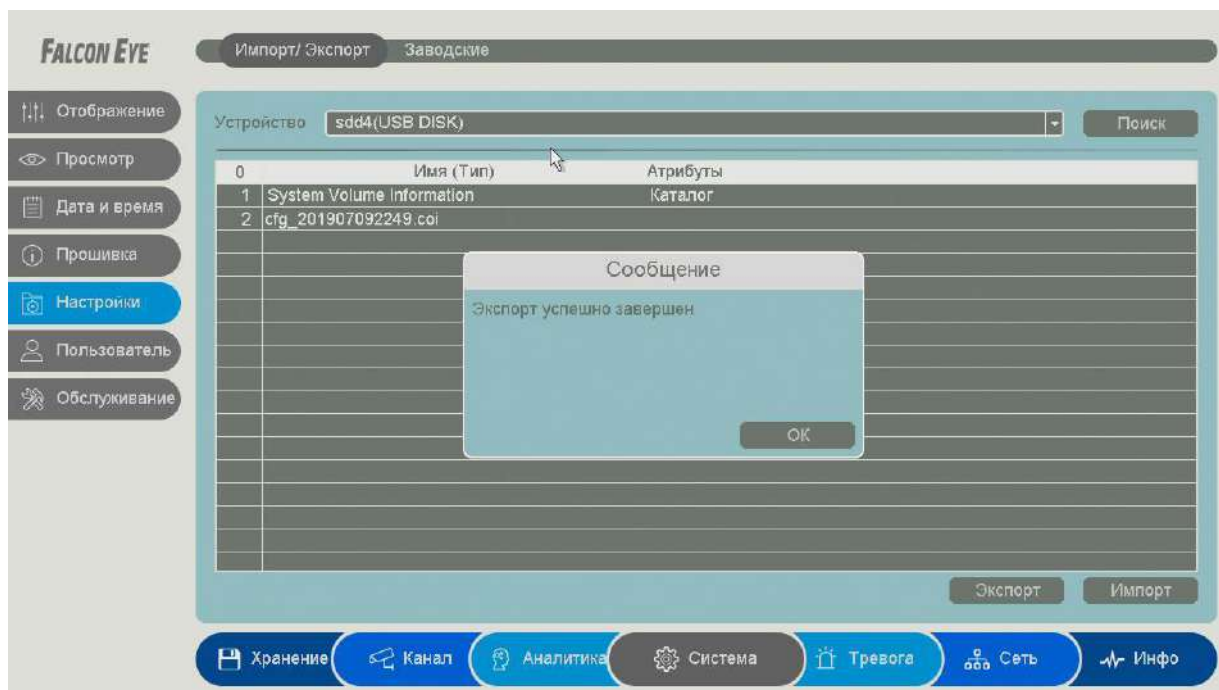 FALCON EYE
Импорт/ Экспорт Заводские
Отображение
Просмотр
Дата и время
Прошивка
Настройки
Пользователь
Обслуживание
Устройство sdd4(USB DISK) Поиск
0 Имя (Тип) Атрибуты
1 System Volume Information Каталог
2 cfg_201907092249.coi
Сообщение
Экспорт успешно завершен
OK
Экспорт Импорт
Хранение Канал Аналитика Система Тревога Сеть Инфо